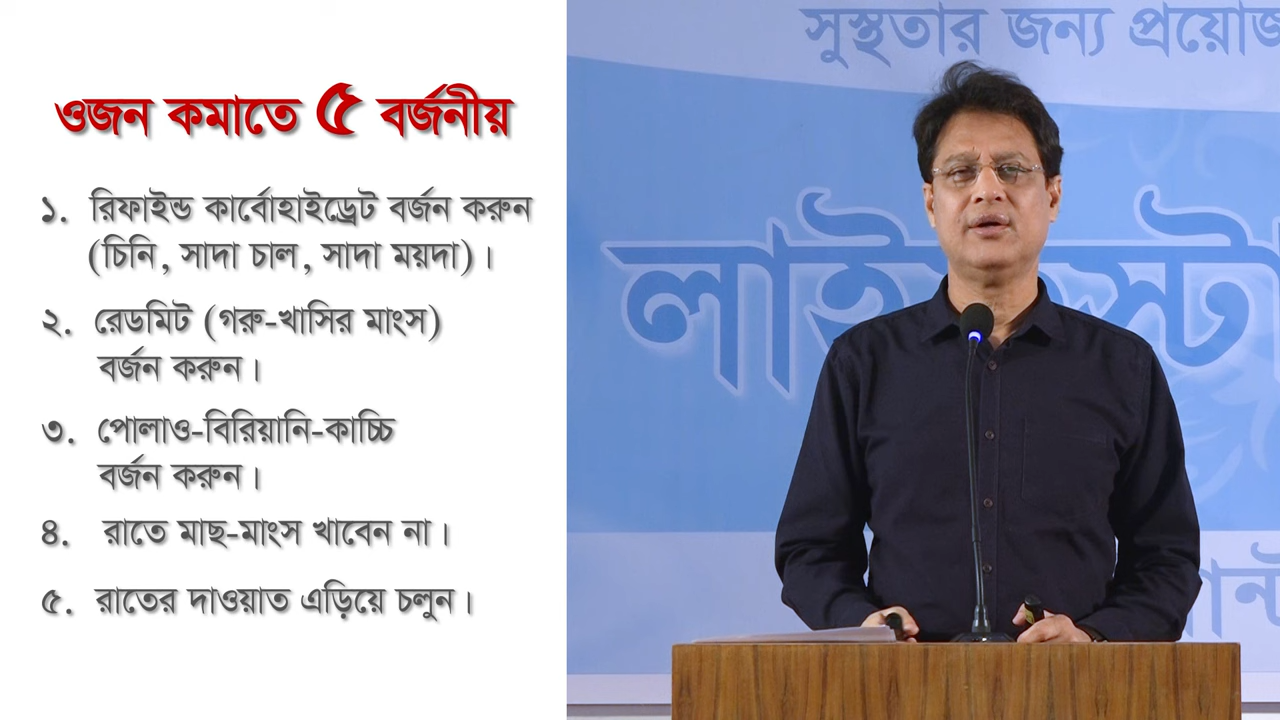 ওজন কমাতে ৫ বর্জনীয়
১. রিফাইন্ড কার্বোহাইড্রেট বর্জন করুন
(চিনি, সাদা চাল, সাদা ময়দা)।
২. রেডমিট (গরু-খাসির মাংস)
বর্জন করুন।
৩. পোলাও-বিরিয়ানি-কাচ্চি
বর্জন করুন।
৪. রাতে মাছ-মাংস খাবেন না।
৫. রাতের দাওয়াত এড়িয়ে চলুন।
সুস্থতার জন্য